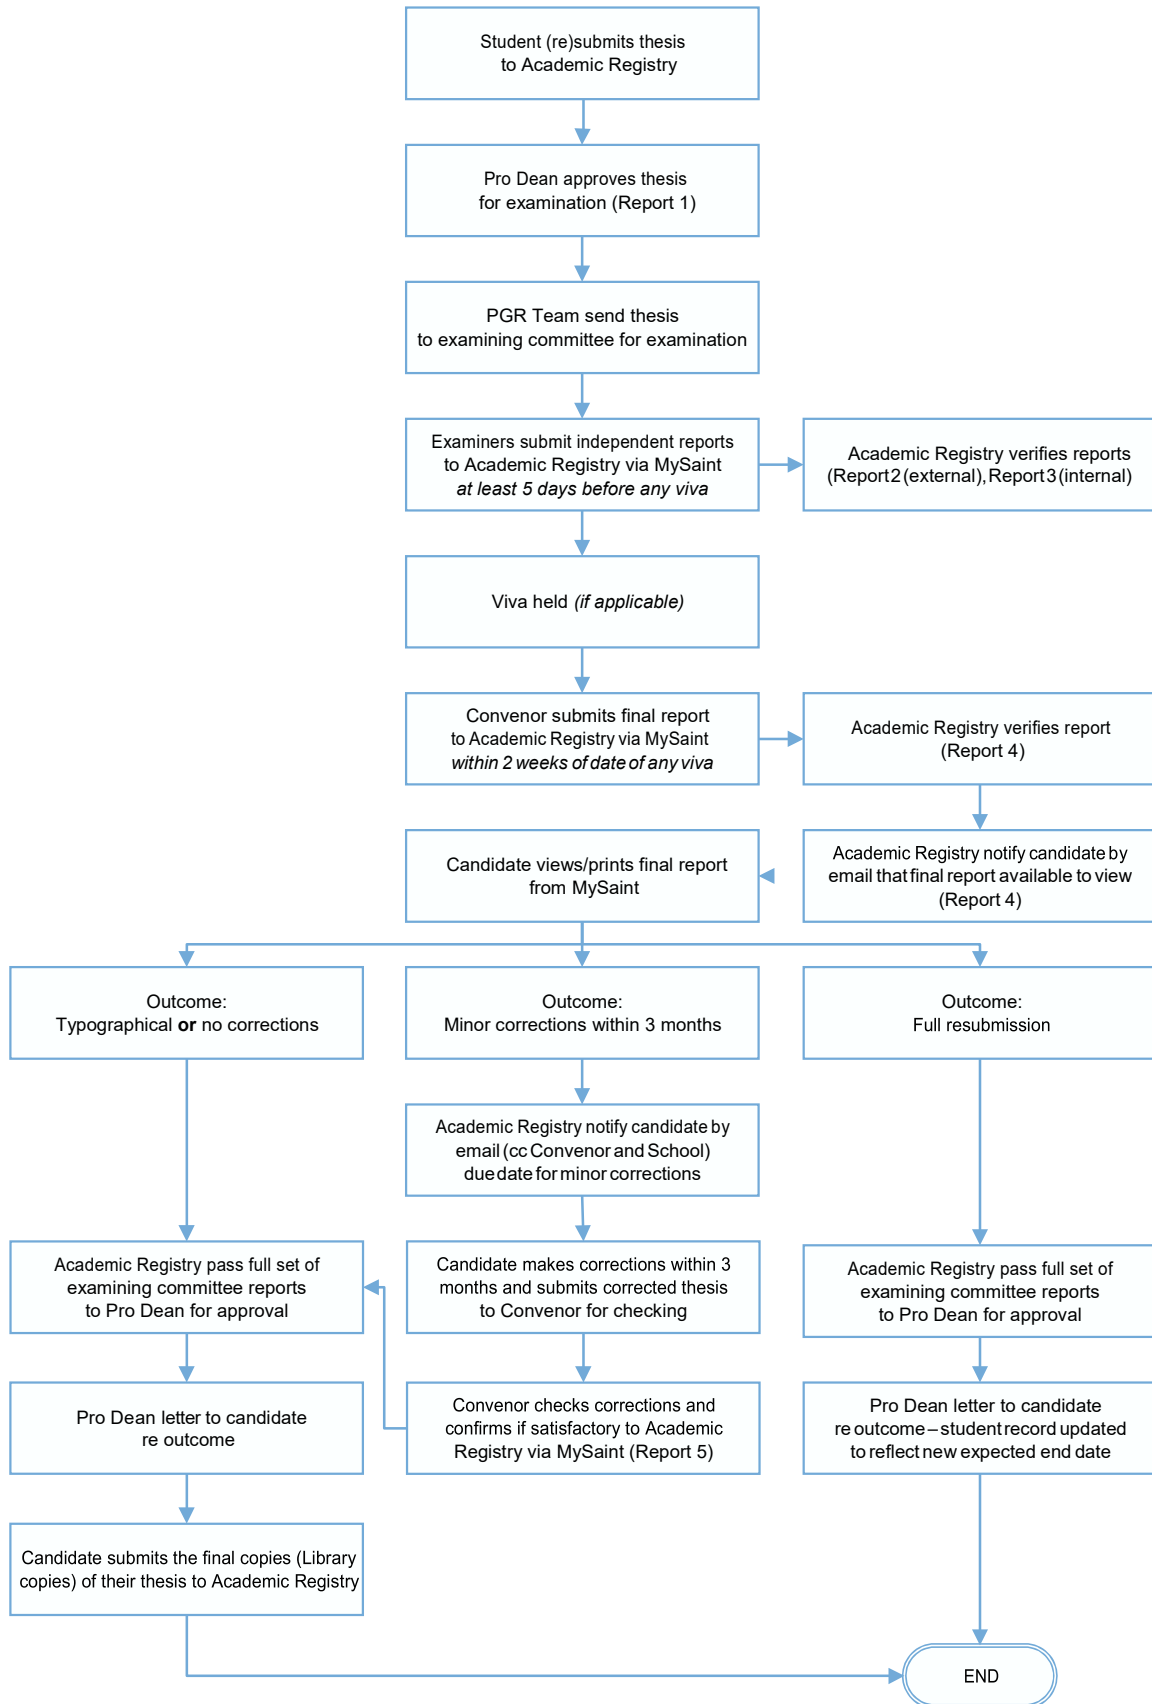 Student (re)submits thesis
to Academic Registry
Pro Dean approves thesis
for examination (Report 1)
PGR Team send thesis
to examining committee for examination
Examiners submit independent reports
to Academic Registry via MySaint
at least 5 days before any viva
Academic Registry verifies reports
(Report 2 (external), Report 3 (internal)
Viva held (if applicable)
Convenor submits final report
to Academic Registry via MySaint
within 2 weeks of date of any viva
Academic Registry verifies report
(Report 4)
Candidate views/prints final report
from MySaint
Academic Registry notify candidate by
email that final report available to view
(Report 4)
Outcome:
Typographical or no corrections
Outcome:
Minor corrections within 3 months
Outcome:
Full resubmission
Academic Registry notify candidate by
email (cc Convenor and School)
due date for minor corrections
Academic Registry pass full set of
examining committee reports
to Pro Dean for approval
Candidate makes corrections within 3
months and submits corrected thesis
to Convenor for checking
Academic Registry pass full set of
examining committee reports
to Pro Dean for approval
Pro Dean letter to candidate
re outcome
Convenor checks corrections and
confirms if satisfactory to Academic
Registry via MySaint (Report 5)
Pro Dean letter to candidate
re outcome – student record updated
to reflect new expected end date
Candidate submits the final copies (Library
copies) of their thesis to Academic Registry
END